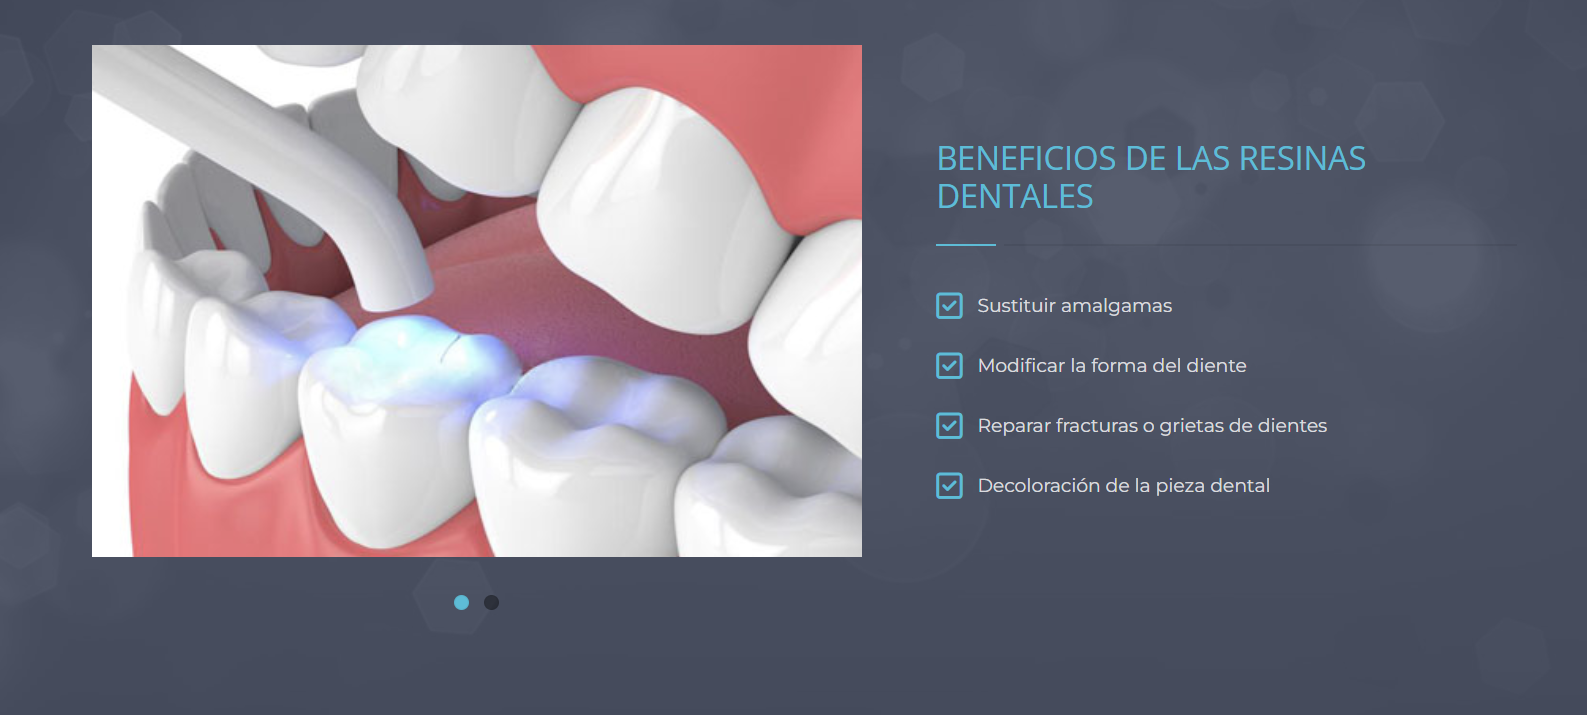 BENEFICIOS DE LAS RESINAS
DENTALES
Sustituir amalgamas
Modificar la forma del diente
Reparar fracturas o grietas de dientes
Decoloración de la pieza dental